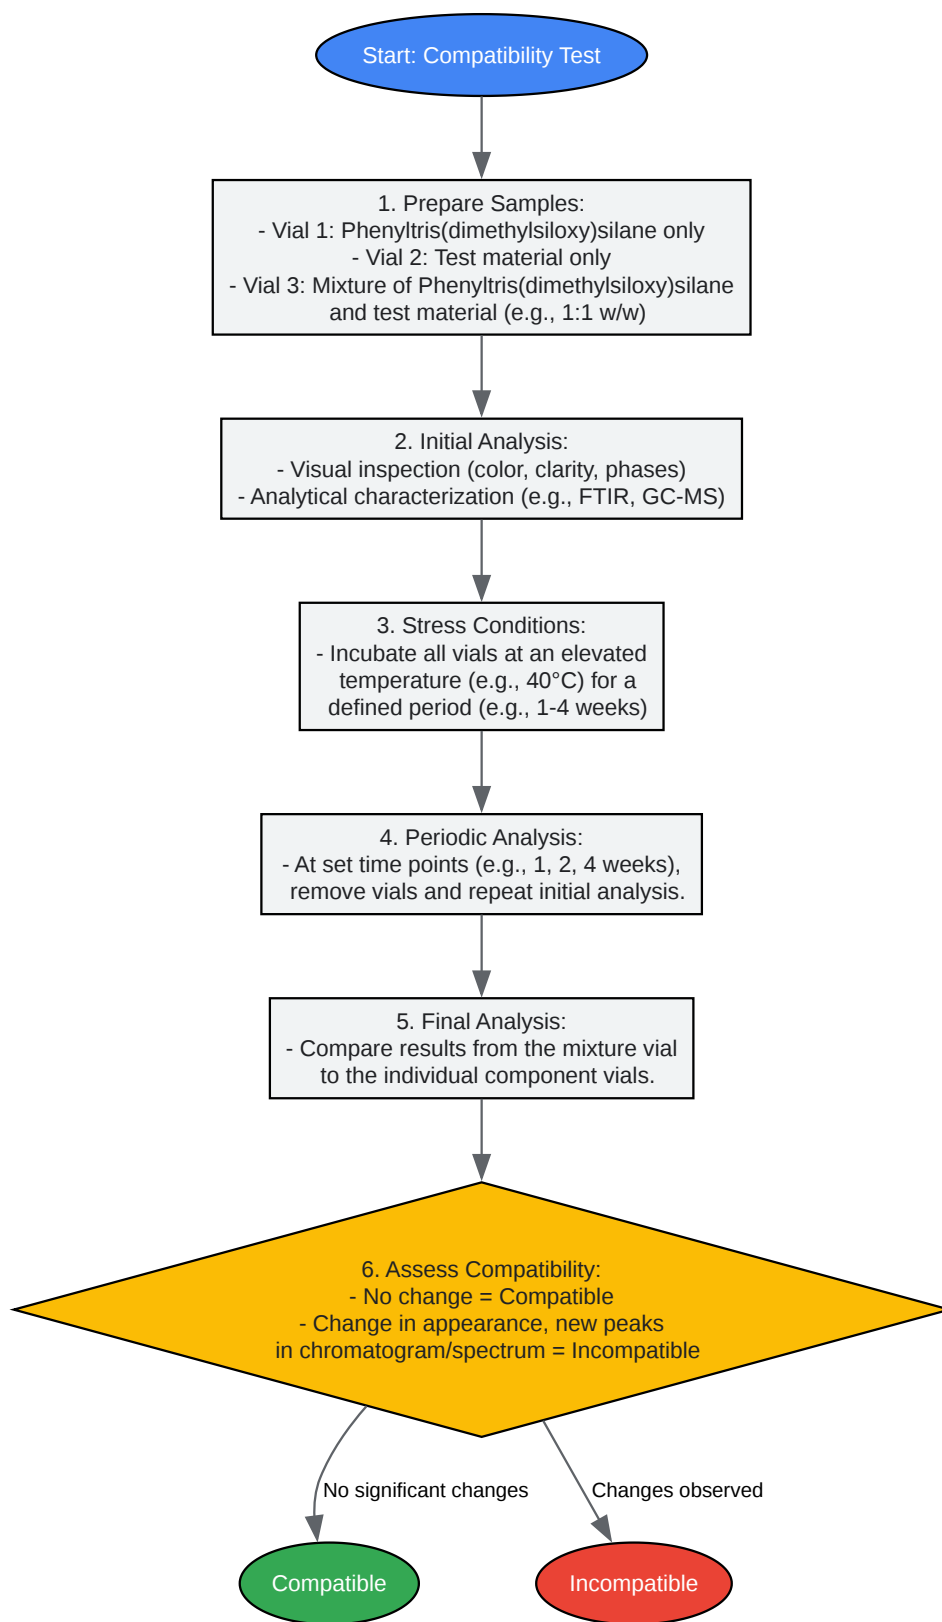 Start: Compatibility Test
1. Prepare Samples:
- Vial 1: Phenyltris(dimethylsiloxy)silane only
- Vial 2: Test material only
- Vial 3: Mixture of Phenyltris(dimethylsiloxy)silane
and test material (e.g., 1:1 w/w)
2. Initial Analysis:
- Visual inspection (color, clarity, phases)
- Analytical characterization (e.g., FTIR, GC-MS)
3. Stress Conditions:
- Incubate all vials at an elevated
temperature (e.g., 40°C) for a
defined period (e.g., 1-4 weeks)
4. Periodic Analysis:
- At set time points (e.g., 1, 2, 4 weeks),
remove vials and repeat initial analysis.
5. Final Analysis:
- Compare results from the mixture vial
to the individual component vials.
6. Assess Compatibility:
- No change = Compatible
- Change in appearance, new peaks
in chromatogram/spectrum = Incompatible
No significant changes
Changes observed
Compatible
Incompatible